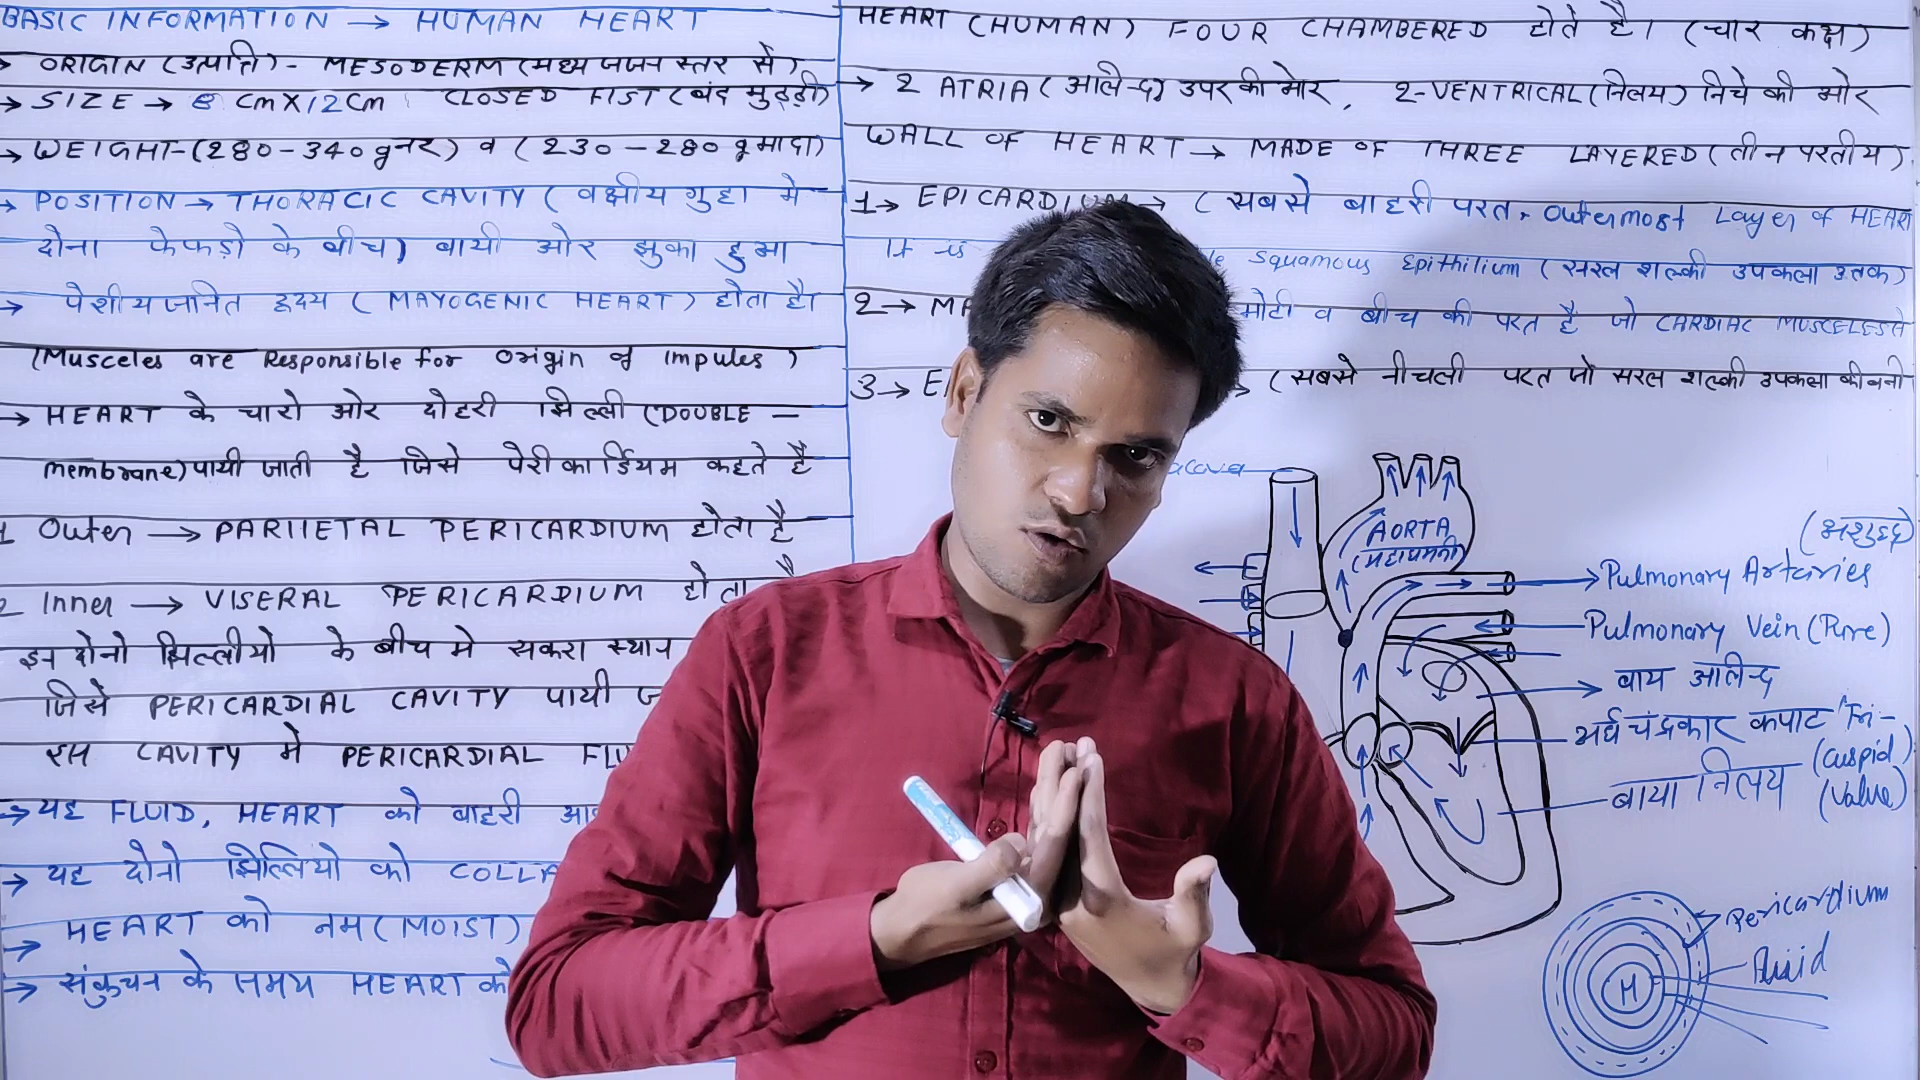 BASIC INFORMATION → HUMAN HEART
→ ORIGIN (उत्पत्ति) - MESODERM (मध्य जनन स्तर से)
→ SIZE → 8 cm X 12 cm CLOSED FIST (बंद मुट्ठी)
→ WEIGHT - (280 - 340 g नर) व (230 - 280 g मादा)
→ POSITION → THORACIC CAVITY ( वक्षीय गुहा मे
दोनो फेफड़ो के बीच) बायी ओर झुका हुआ
→ पेशीयजनित हृदय ( MAYOGENIC HEART) होता है।
(Musceles are Responsible for Origin of Impules )
→ HEART के चारो ओर दोहरी झिल्ली (DOUBLE -
membrane) पायी जाती है जिसे पेरीकार्डियम कहते है
1 Outer → PARIIETAL PERICARDIUM होता है
2 Inner → VISERAL PERICARDIUM होता है
इन दोनो झिल्लीयो के बीच मे सकरा स्थान
जिसे PERICARDIAL CAVITY पायी
इस CAVITY मे PERICARDIAL
→ यह FLUID, HEART को बाहरी
→ यह दोनो झिल्लियो को
→ HEART को नम (MOIST)
→ संकुचन के समय HEART को
HEART (HUMAN) FOUR CHAMBERED होते है। (चार कक्ष)
→ 2 ATRIA (आलिन्द) उपर की ओर, 2-VENTRICAL (निलय) निचे की ओर
WALL OF HEART → MADE OF THREE LAYERED (तीन परतीय)
1→ EPICARDIUM → ( सबसे बाहरी परत, Outermost Layer of HEART
It is Squamous Epithilium (सरल शल्की उपकला उतक)
2→ मोटी व बीच की परत है जो CARDIAC MUSCELES से
3→ (सबसे नीचली परत जो सरल शल्की उपकला की बनी
AORTA
(महाधमनी)
(अशुद्ध)
Pulmonary Artaries
Pulmonary Vein (Pure)
बाय आलिन्द
अर्धचंद्रकार कपाट Tri-
(cuspid)
बाया निलय (Valve)
Pericardium
fluid
H